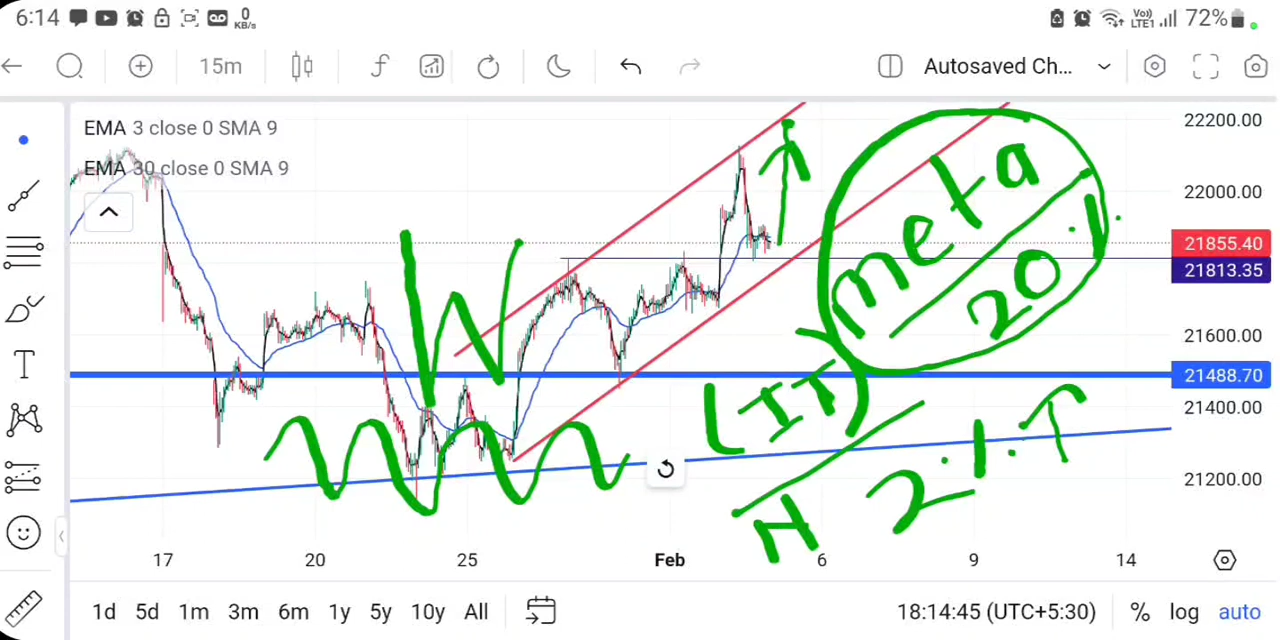 6:14 0 KB/s Vo) LTE1 72%
15m Autosaved Ch...
EMA 3 close 0 SMA 9
EMA 30 close 0 SMA 9
22200.00
22000.00
21855.40
21813.35
21600.00
21488.70
21400.00
21200.00
meta
20
(IT)
N
17 20 25 Feb 6 9 14
1d 5d 1m 3m 6m 1y 5y 10y All 18:14:45 (UTC+5:30) % log auto